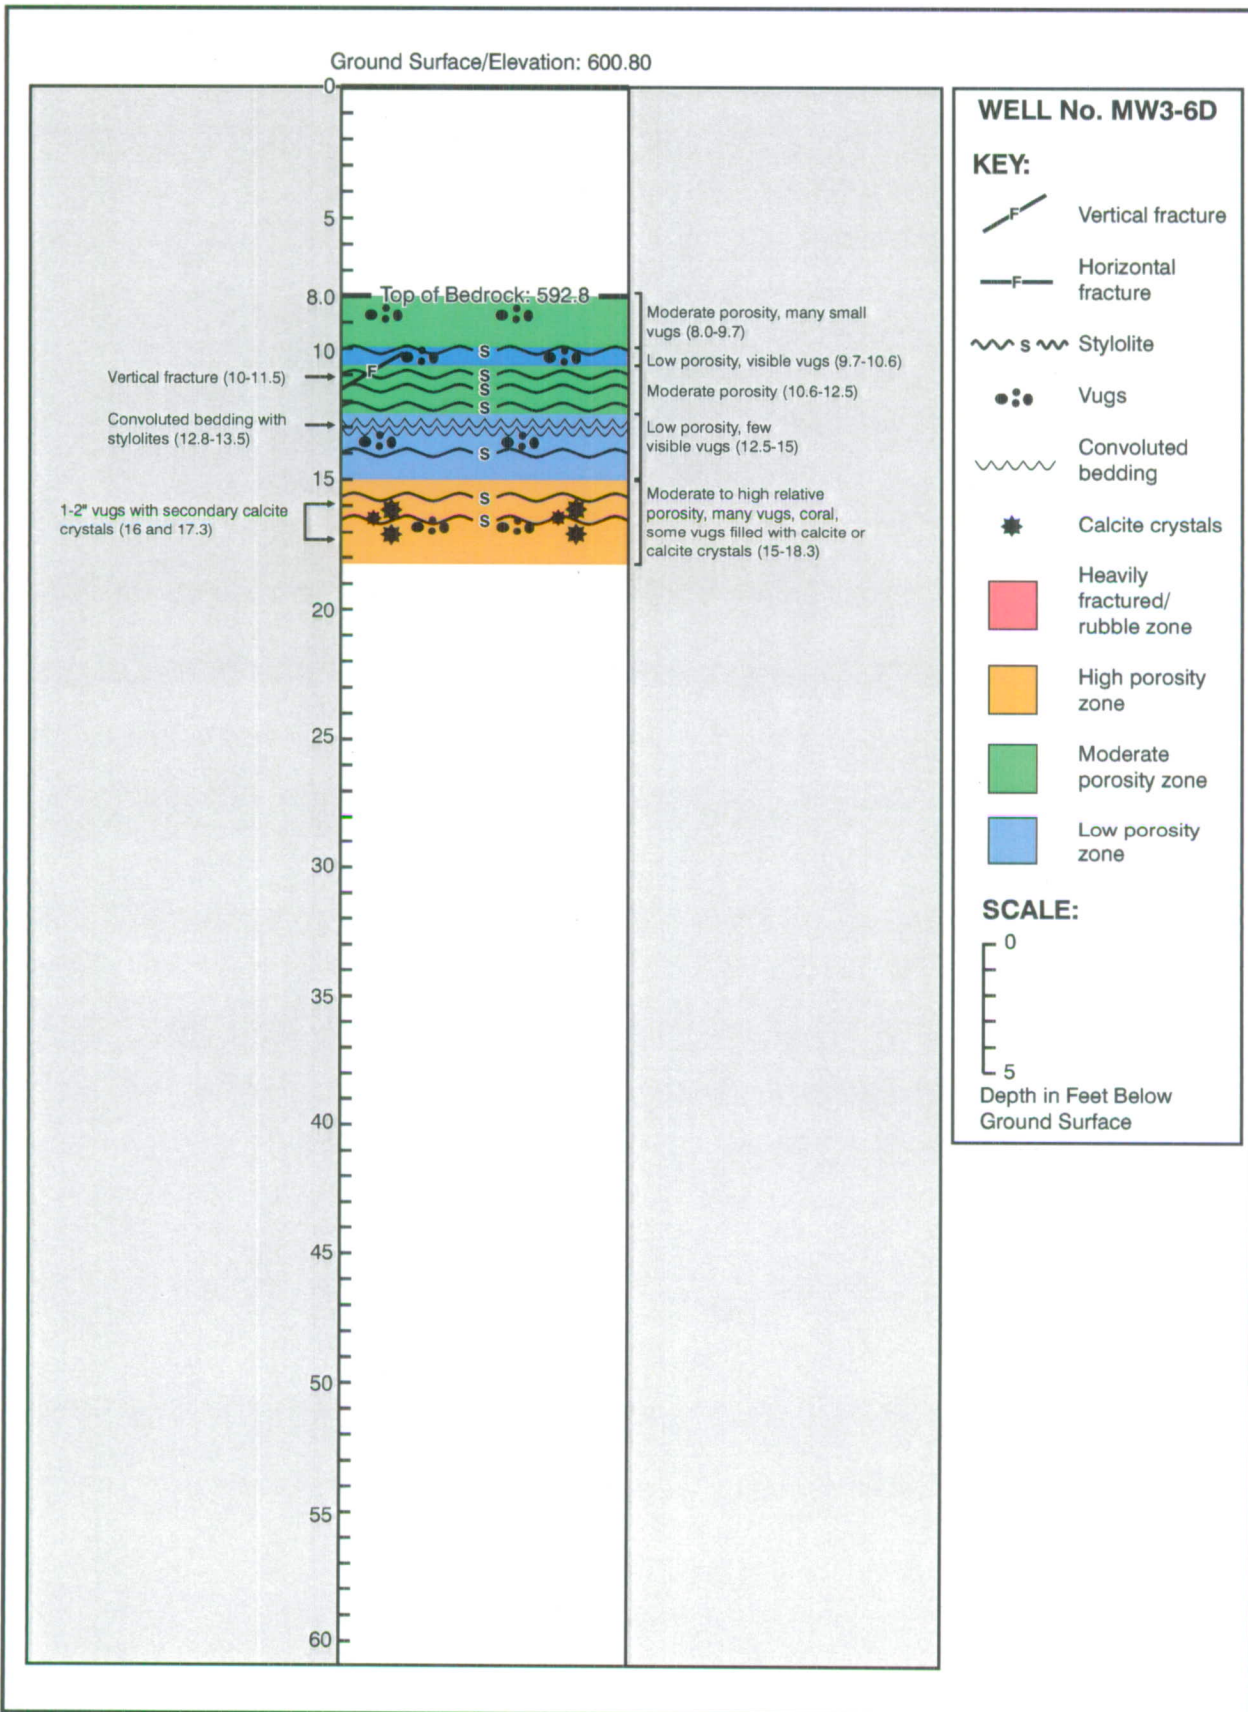 Ground Surface/Elevation: 600.80
0
5
8.0
Top of Bedrock: 592.8
10
15
20
25
30
35
40
45
50
55
60
Vertical fracture (10-11.5)
Convoluted bedding with
stylolites (12.8-13.5)
1-2" vugs with secondary calcite
crystals (16 and 17.3)
S
F
S
S
S
S
S
S
Moderate porosity, many small
vugs (8.0-9.7)
Low porosity, visible vugs (9.7-10.6)
Moderate porosity (10.6-12.5)
Low porosity, few
visible vugs (12.5-15)
Moderate to high relative
porosity, many vugs, coral,
some vugs filled with calcite or
calcite crystals (15-18.3)
WELL No. MW3-6D
KEY:
F
Vertical fracture
F
Horizontal
fracture
S
Stylolite
Vugs
Convoluted
bedding
Calcite crystals
Heavily
fractured/
rubble zone
High porosity
zone
Moderate
porosity zone
Low porosity
zone
SCALE:
0
5
Depth in Feet Below
Ground Surface